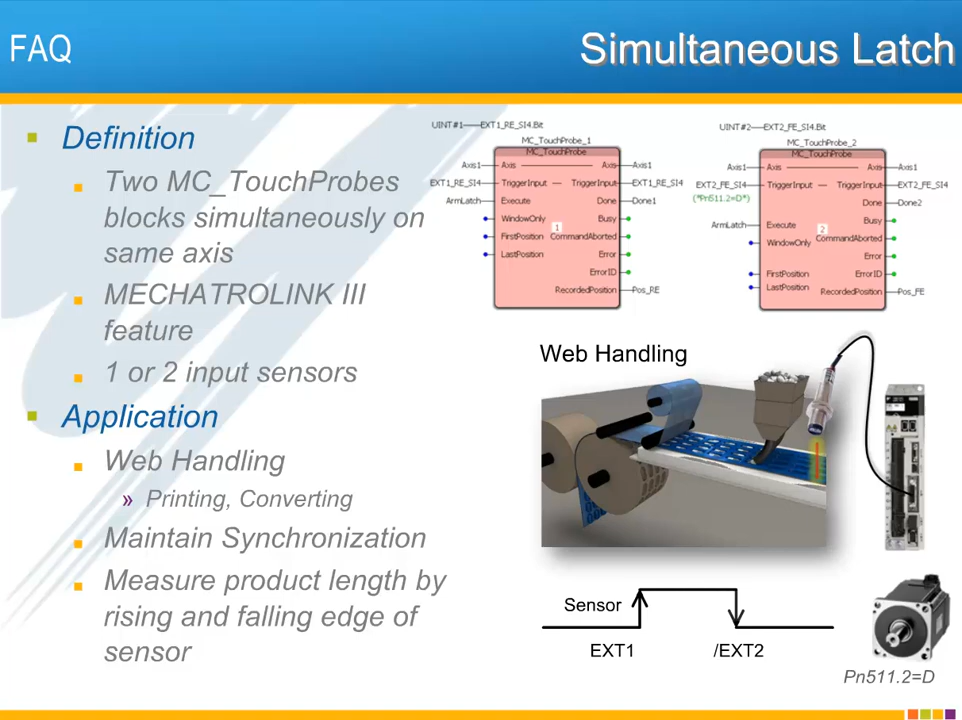 FAQ
Simultaneous Latch
Definition
Two MC_TouchProbes
blocks simultaneously on
same axis
MECHATROLINK III
feature
1 or 2 input sensors
Application
Web Handling
» Printing, Converting
Maintain Synchronization
Measure product length by
rising and falling edge of
sensor
UINT#1 EXT1_RE_SI4.Bit
MC_TouchProbe_1
MC_TouchProbe
Axis1 Axis Axis Axis1
EXT1_RE_SI4 TriggerInput TriggerInput EXT1_RE_SI4
ArmLatch Execute Done Done1
WindowOnly Busy
FirstPosition CommandAborted
1
LastPosition Error
ErrorID
RecordedPosition Pos_RE
UINT#2 EXT2_FE_SI4.Bit
MC_TouchProbe_2
MC_TouchProbe
Axis1 Axis Axis Axis1
EXT2_FE_SI4 TriggerInput TriggerInput EXT2_FE_SI4
(*Pn511.2=D*) Done Done2
ArmLatch Execute Busy
2
WindowOnly CommandAborted
Error
FirstPosition ErrorID
LastPosition RecordedPosition Pos_FE
Web Handling
Sensor
EXT1 /EXT2
Pn511.2=D